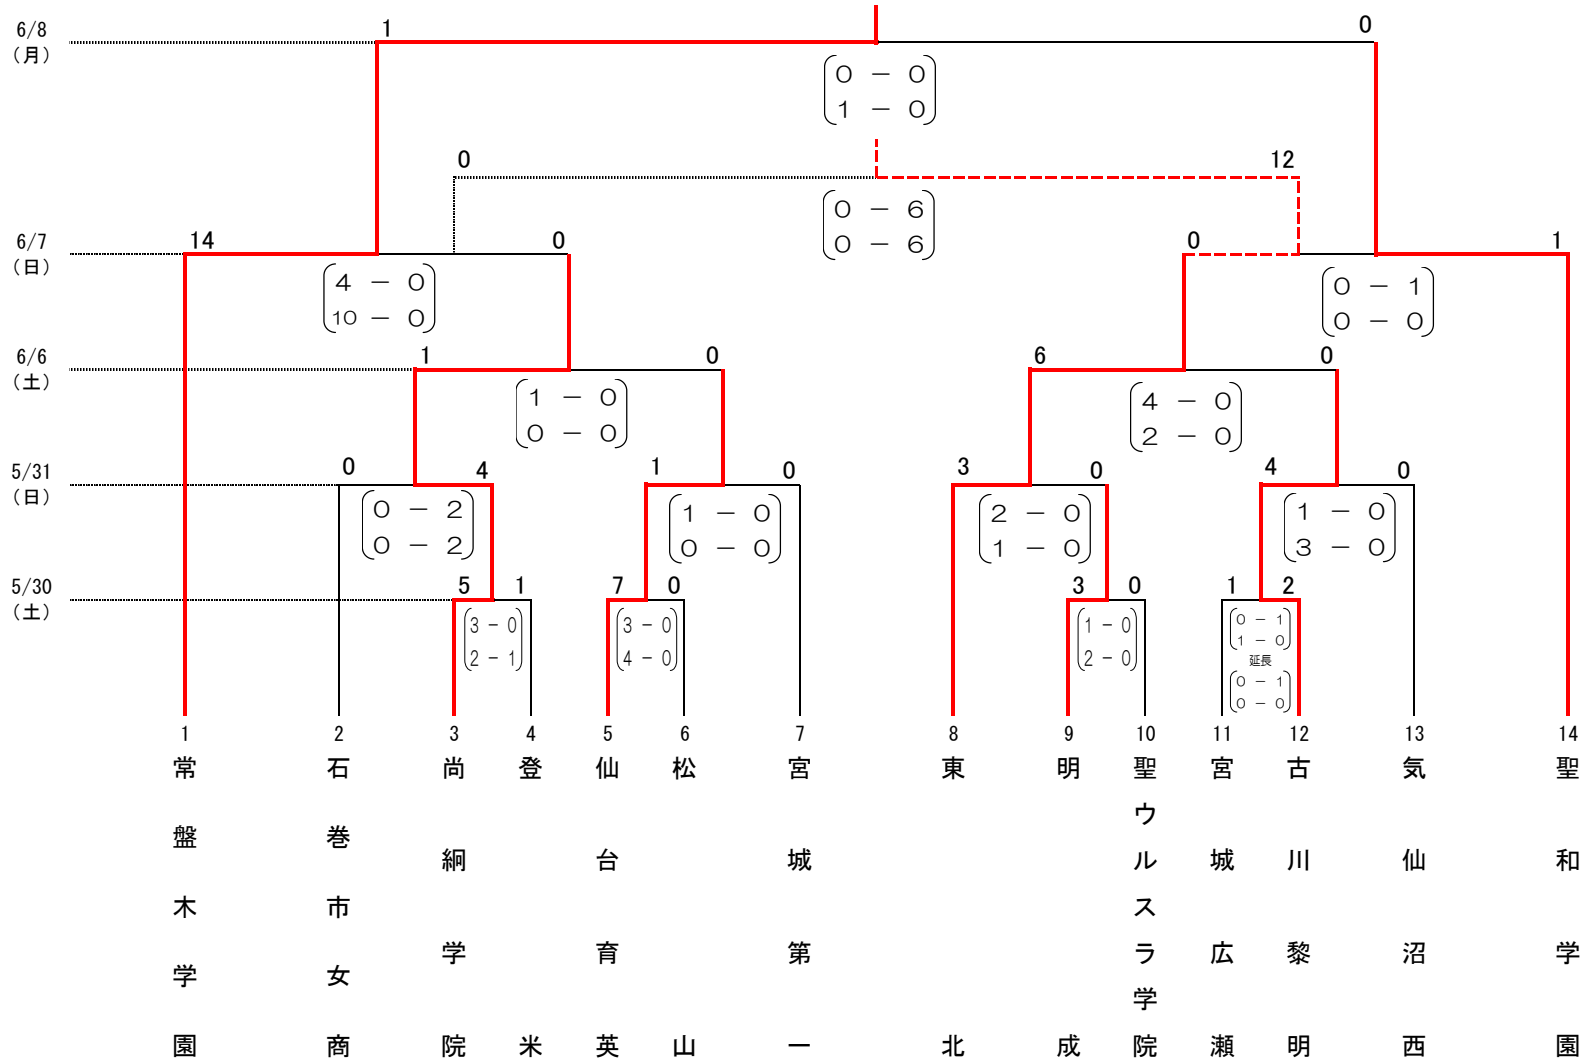 6/8
(月)
1
0
0 － 0
1 － 0
0
12
0 － 6
0 － 6
6/7
(日)
14
0
0
1
4 － 0
10 － 0
0 － 1
0 － 0
6/6
(土)
1
0
6
0
1 － 0
0 － 0
4 － 0
2 － 0
5/31
(日)
0
4
1
0
3
0
4
0
0 － 2
0 － 2
1 － 0
0 － 0
2 － 0
1 － 0
1 － 0
3 － 0
5/30
(土)
5
1
7
0
3
0
1
2
3 － 0
2 － 1
3 － 0
4 － 0
1 － 0
2 － 0
0 － 1
1 － 0
延長
0 － 1
0 － 0
1
常盤木学園
2
石巻市女商
3
尚絅学院
4
登米
5
仙台育英
6
松山
7
宮城第一
8
東北
9
明成
10
聖ウルスラ学院
11
宮城広瀬
12
古川黎明
13
気仙沼西
14
聖和学園